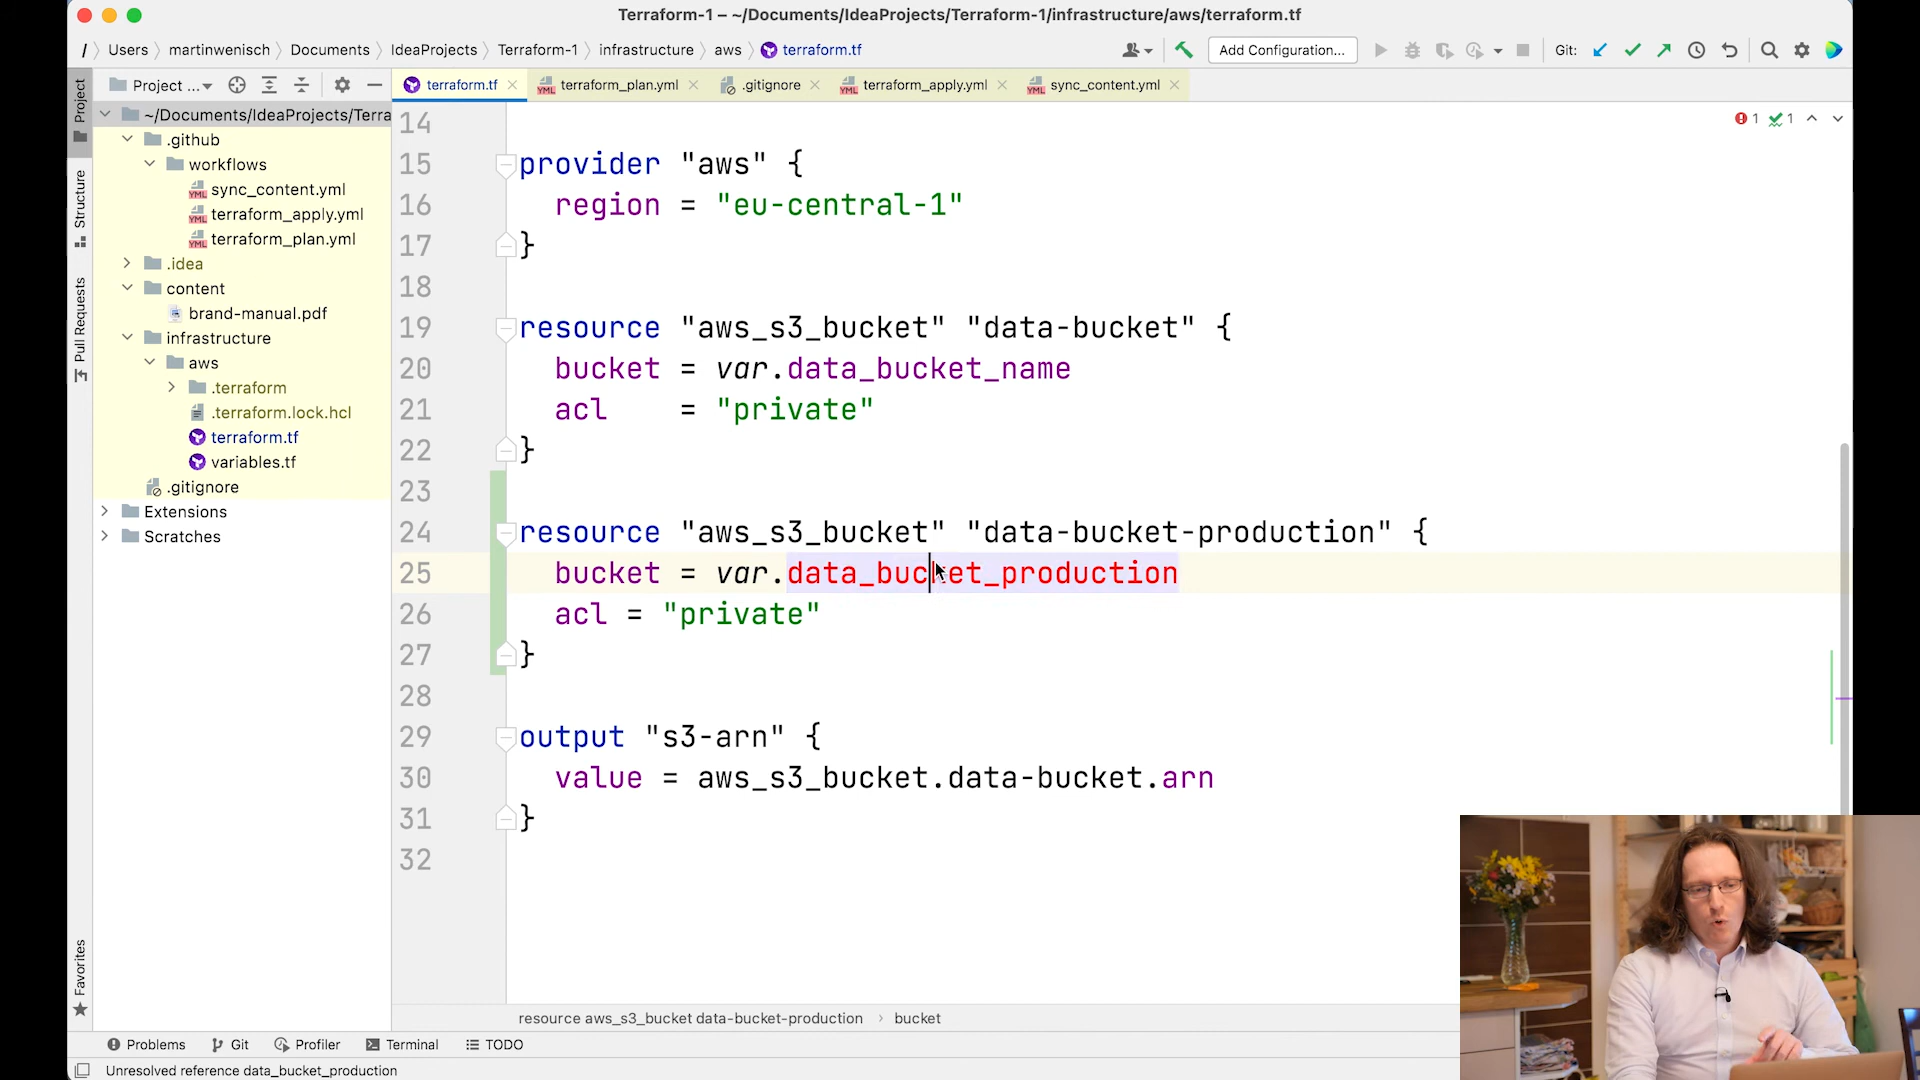 Terraform-1 – ~/Documents/IdeaProjects/Terraform-1/infrastructure/aws/terraform.tf
/ Users martinwenisch Documents IdeaProjects Terraform-1 infrastructure aws terraform.tf
Add Configuration...
Git:
Project ...
terraform.tf
terraform_plan.yml
.gitignore
terraform_apply.yml
sync_content.yml
Project
Structure
Pull Requests
Favorites
~/Documents/IdeaProjects/Terra
.github
workflows
sync_content.yml
terraform_apply.yml
terraform_plan.yml
.idea
content
brand-manual.pdf
infrastructure
aws
.terraform
.terraform.lock.hcl
terraform.tf
variables.tf
.gitignore
Extensions
Scratches
1 1
14
15 provider "aws" {
16 region = "eu-central-1"
17 }
18
19 resource "aws_s3_bucket" "data-bucket" {
20 bucket = var.data_bucket_name
21 acl = "private"
22 }
23
24 resource "aws_s3_bucket" "data-bucket-production" {
25 bucket = var.data_bucket_production
26 acl = "private"
27 }
28
29 output "s3-arn" {
30 value = aws_s3_bucket.data-bucket.arn
31 }
32
resource aws_s3_bucket data-bucket-production › bucket
Problems
Git
Profiler
Terminal
TODO
Unresolved reference data_bucket_production